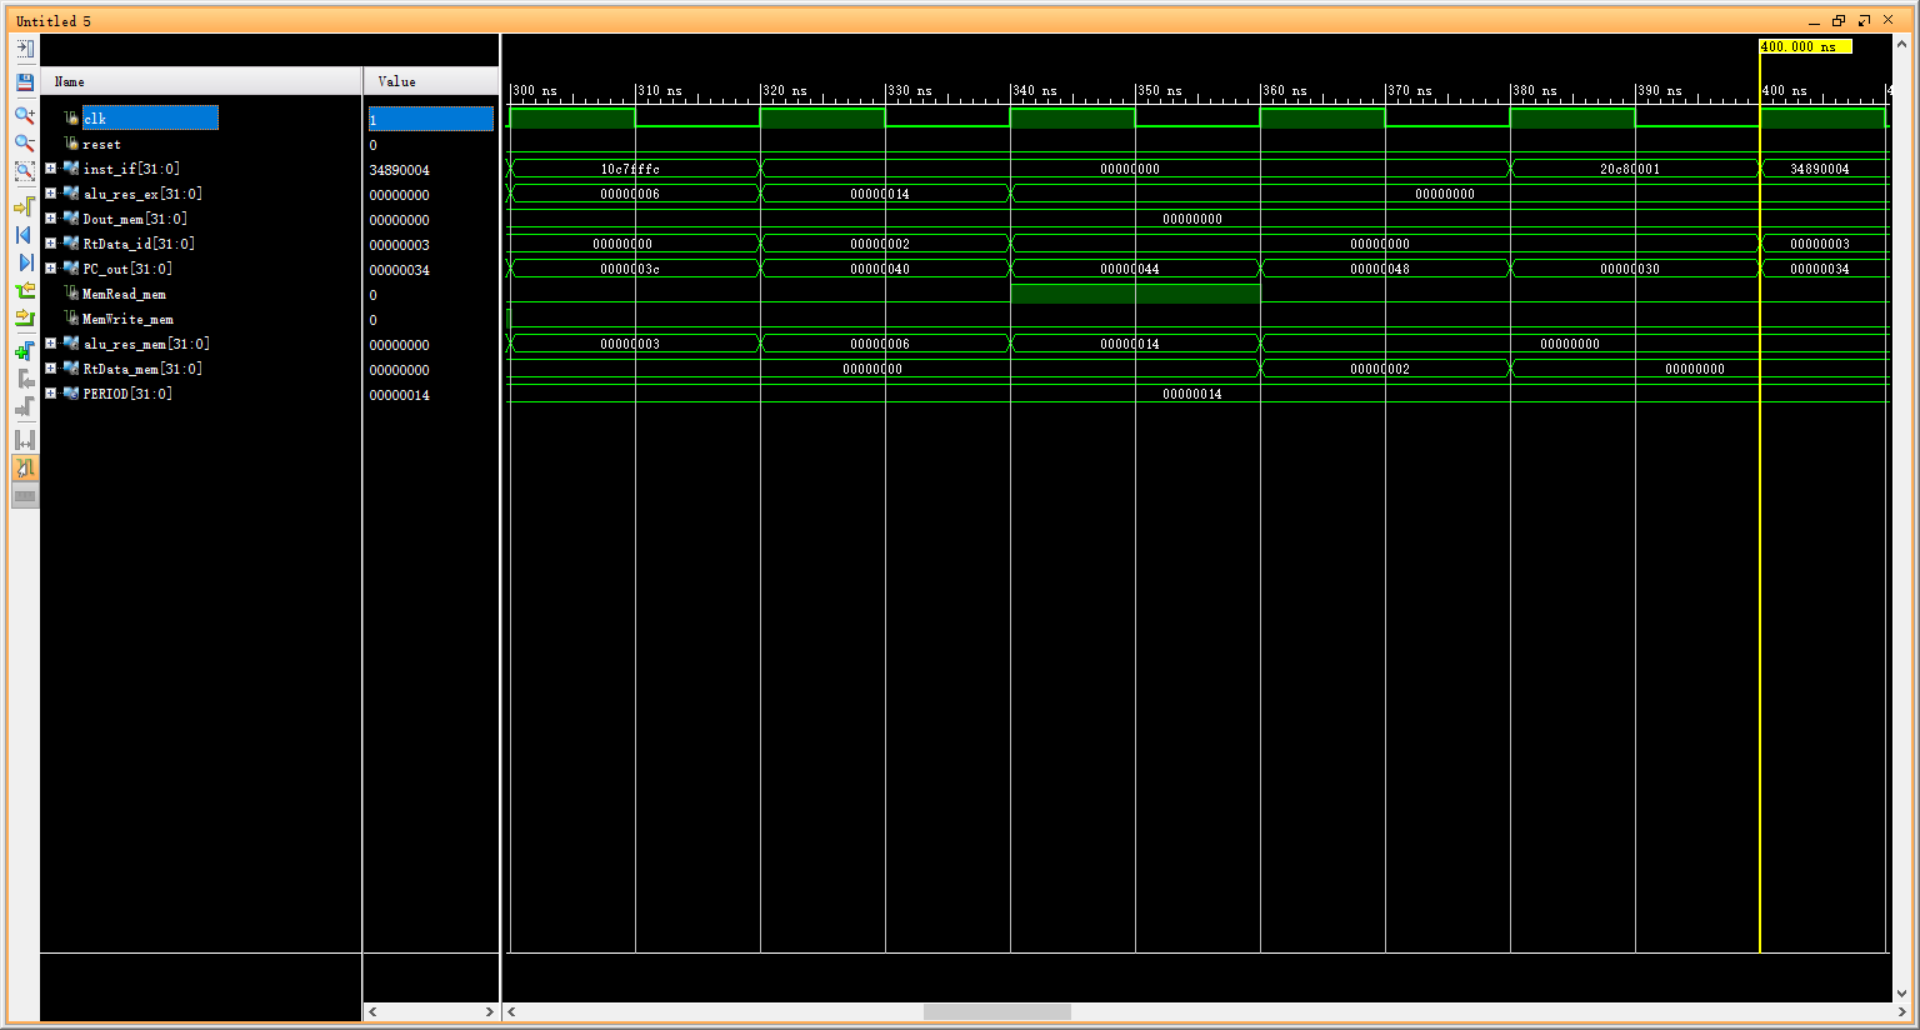 Untitled 5
400.000 ns
Name Value
300 ns 310 ns 320 ns 330 ns 340 ns 350 ns 360 ns 370 ns 380 ns 390 ns 400 ns 4
clk 1
reset 0
inst_if[31:0] 34890004 10c7fffc 00000000 20c80001 34890004
alu_res_ex[31:0] 00000000 00000006 00000014 00000000
Dout_mem[31:0] 00000000 00000000
RtData_id[31:0] 00000003 00000000 00000002 00000000 00000003
PC_out[31:0] 00000034 0000003c 00000040 00000044 00000048 00000030 00000034
MemRead_mem 0
MemWrite_mem 0
alu_res_mem[31:0] 00000000 00000003 00000006 00000014 00000000
RtData_mem[31:0] 00000000 00000000 00000002 00000000
PERIOD[31:0] 00000014 00000014